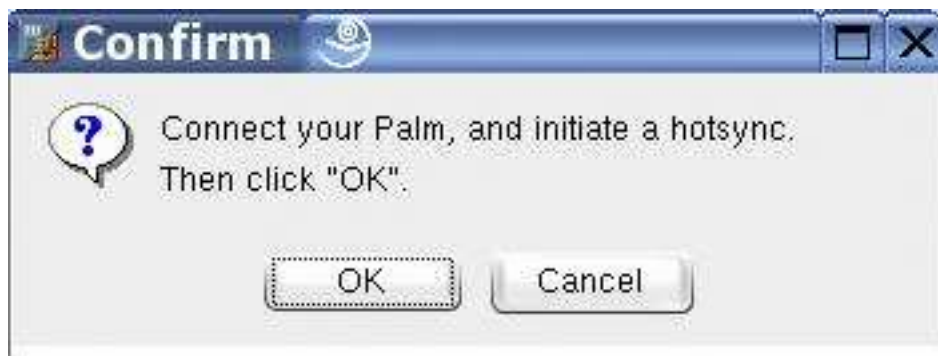 Confirm
Connect your Palm, and initiate a hotsync.
Then click "OK".
OK Cancel